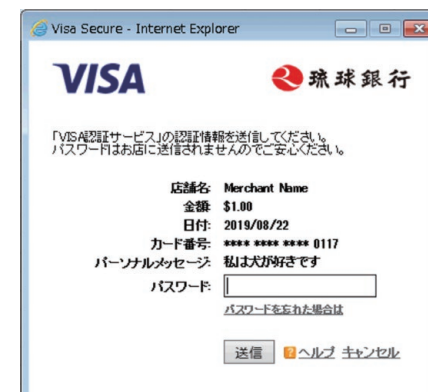 Visa Secure - Internet Explorer
VISA
琉球銀行
「VISA認証サービス」の認証情報を送信してください。
パスワードはお店に送信されませんのでご安心ください。
店舗名: Merchant Name
金額: $1.00
日付: 2019/08/22
カード番号: **** **** **** 0117
パーソナルメッセージ: 私は犬が好きです
パスワード:
パスワードを忘れた場合は
送信 ? ヘルプ キャンセル